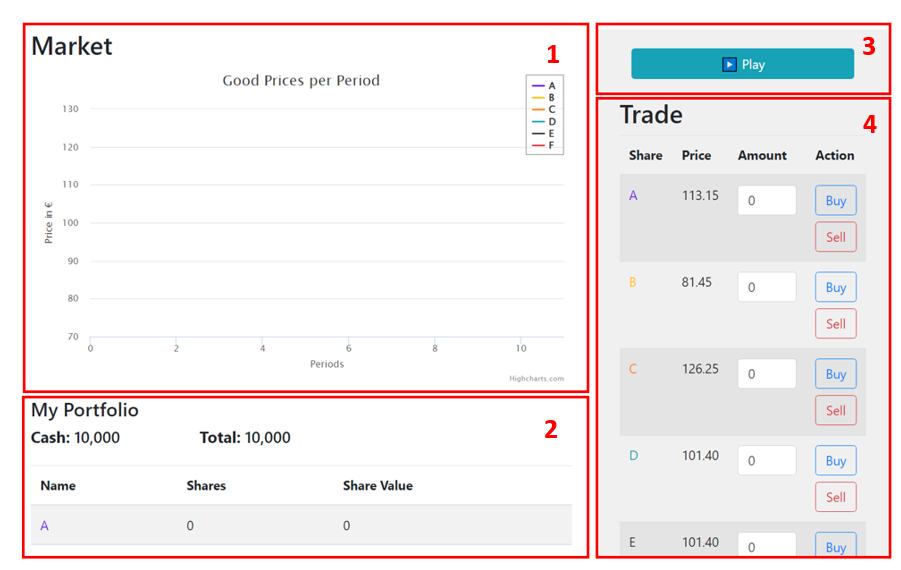 Market
1
Good Prices per Period
A
B
C
D
E
F
130
120
110
100
90
80
70
Price in €
0 2 4 6 8 10
Periods
Highcharts.com
My Portfolio
2
Cash: 10,000 Total: 10,000
Name Shares Share Value
A 0 0
3
Play
Trade
4
Share Price Amount Action
A 113.15 0 Buy
Sell
B 81.45 0 Buy
Sell
C 126.25 0 Buy
Sell
D 101.40 0 Buy
Sell
E 101.40 0 Buy